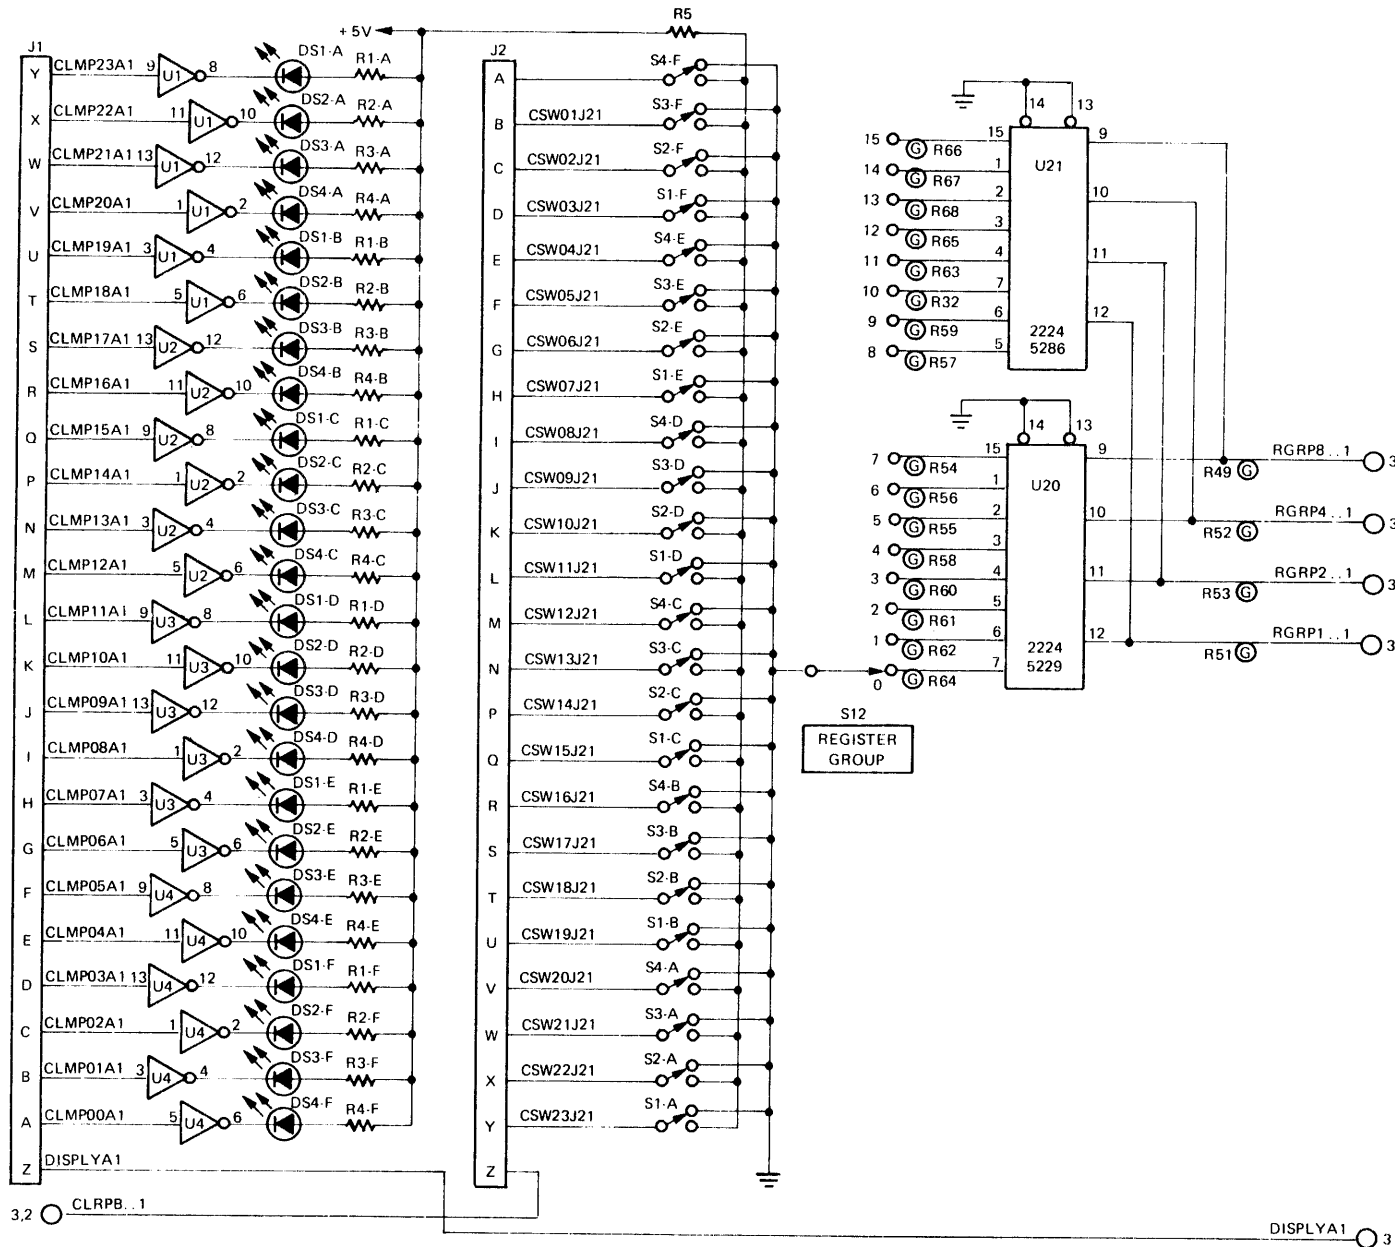 J1
+ 5V
R5
J2
Y CLMP23A1 9 U1 8 DS1-A R1-A
X CLMP22A1 11 U1 10 DS2-A R2-A
W CLMP21A1 13 U1 12 DS3-A R3-A
V CLMP20A1 1 U1 2 DS4-A R4-A
U CLMP19A1 3 U1 4 DS1-B R1-B
T CLMP18A1 5 U1 6 DS2-B R2-B
S CLMP17A1 13 U2 12 DS3-B R3-B
R CLMP16A1 11 U2 10 DS4-B R4-B
Q CLMP15A1 9 U2 8 DS1-C R1-C
P CLMP14A1 1 U2 2 DS2-C R2-C
N CLMP13A1 3 U2 4 DS3-C R3-C
M CLMP12A1 5 U2 6 DS4-C R4-C
L CLMP11A1 9 U3 8 DS1-D R1-D
K CLMP10A1 11 U3 10 DS2-D R2-D
J CLMP09A1 13 U3 12 DS3-D R3-D
I CLMP08A1 1 U3 2 DS4-D R4-D
H CLMP07A1 3 U3 4 DS1-E R1-E
G CLMP06A1 5 U3 6 DS2-E R2-E
F CLMP05A1 9 U4 8 DS3-E R3-E
E CLMP04A1 11 U4 10 DS4-E R4-E
D CLMP03A1 13 U4 12 DS1-F R1-F
C CLMP02A1 1 U4 2 DS2-F R2-F
B CLMP01A1 3 U4 4 DS3-F R3-F
A CLMP00A1 5 U4 6 DS4-F R4-F
Z DISPLYA1
3,2 CLRPB..1
A S4-F
B CSW01J21 S3-F
C CSW02J21 S2-F
D CSW03J21 S1-F
E CSW04J21 S4-E
F CSW05J21 S3-E
G CSW06J21 S2-E
H CSW07J21 S1-E
I CSW08J21 S4-D
J CSW09J21 S3-D
K CSW10J21 S2-D
L CSW11J21 S1-D
M CSW12J21 S4-C
N CSW13J21 S3-C
P CSW14J21 S2-C
Q CSW15J21 S1-C
R CSW16J21 S4-B
S CSW17J21 S3-B
T CSW18J21 S2-B
U CSW19J21 S1-B
V CSW20J21 S4-A
W CSW21J21 S3-A
X CSW22J21 S2-A
Y CSW23J21 S1-A
Z
14 13
15 G R66 15 U21 9
14 G R67 1
13 G R68 2 10
12 G R65 3
11 G R63 4 11
10 G R32 7
9 G R59 6 12
8 G R57 5
2224
5286
14 13
7 G R54 15 U20 9 R49 G RGRP8..1 3
6 G R56 1
5 G R55 2 10 R52 G RGRP4..1 3
4 G R58 3
3 G R60 4 11 R53 G RGRP2..1 3
2 G R61 5
1 G R62 6 12 R51 G RGRP1..1 3
0 G R64 7
2224
5229
S12
REGISTER
GROUP
DISPLYA1 3